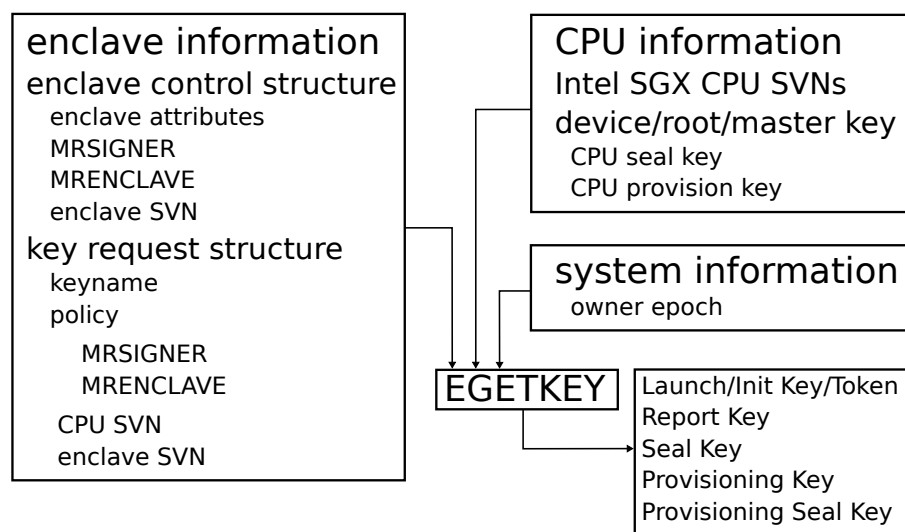 enclave information
enclave control structure
enclave attributes
MRSIGNER
MRENCLAVE
enclave SVN
key request structure
keyname
policy
MRSIGNER
MRENCLAVE
CPU SVN
enclave SVN
CPU information
Intel SGX CPU SVNs
device/root/master key
CPU seal key
CPU provision key
system information
owner epoch
EGETKEY
Launch/Init Key/Token
Report Key
Seal Key
Provisioning Key
Provisioning Seal Key